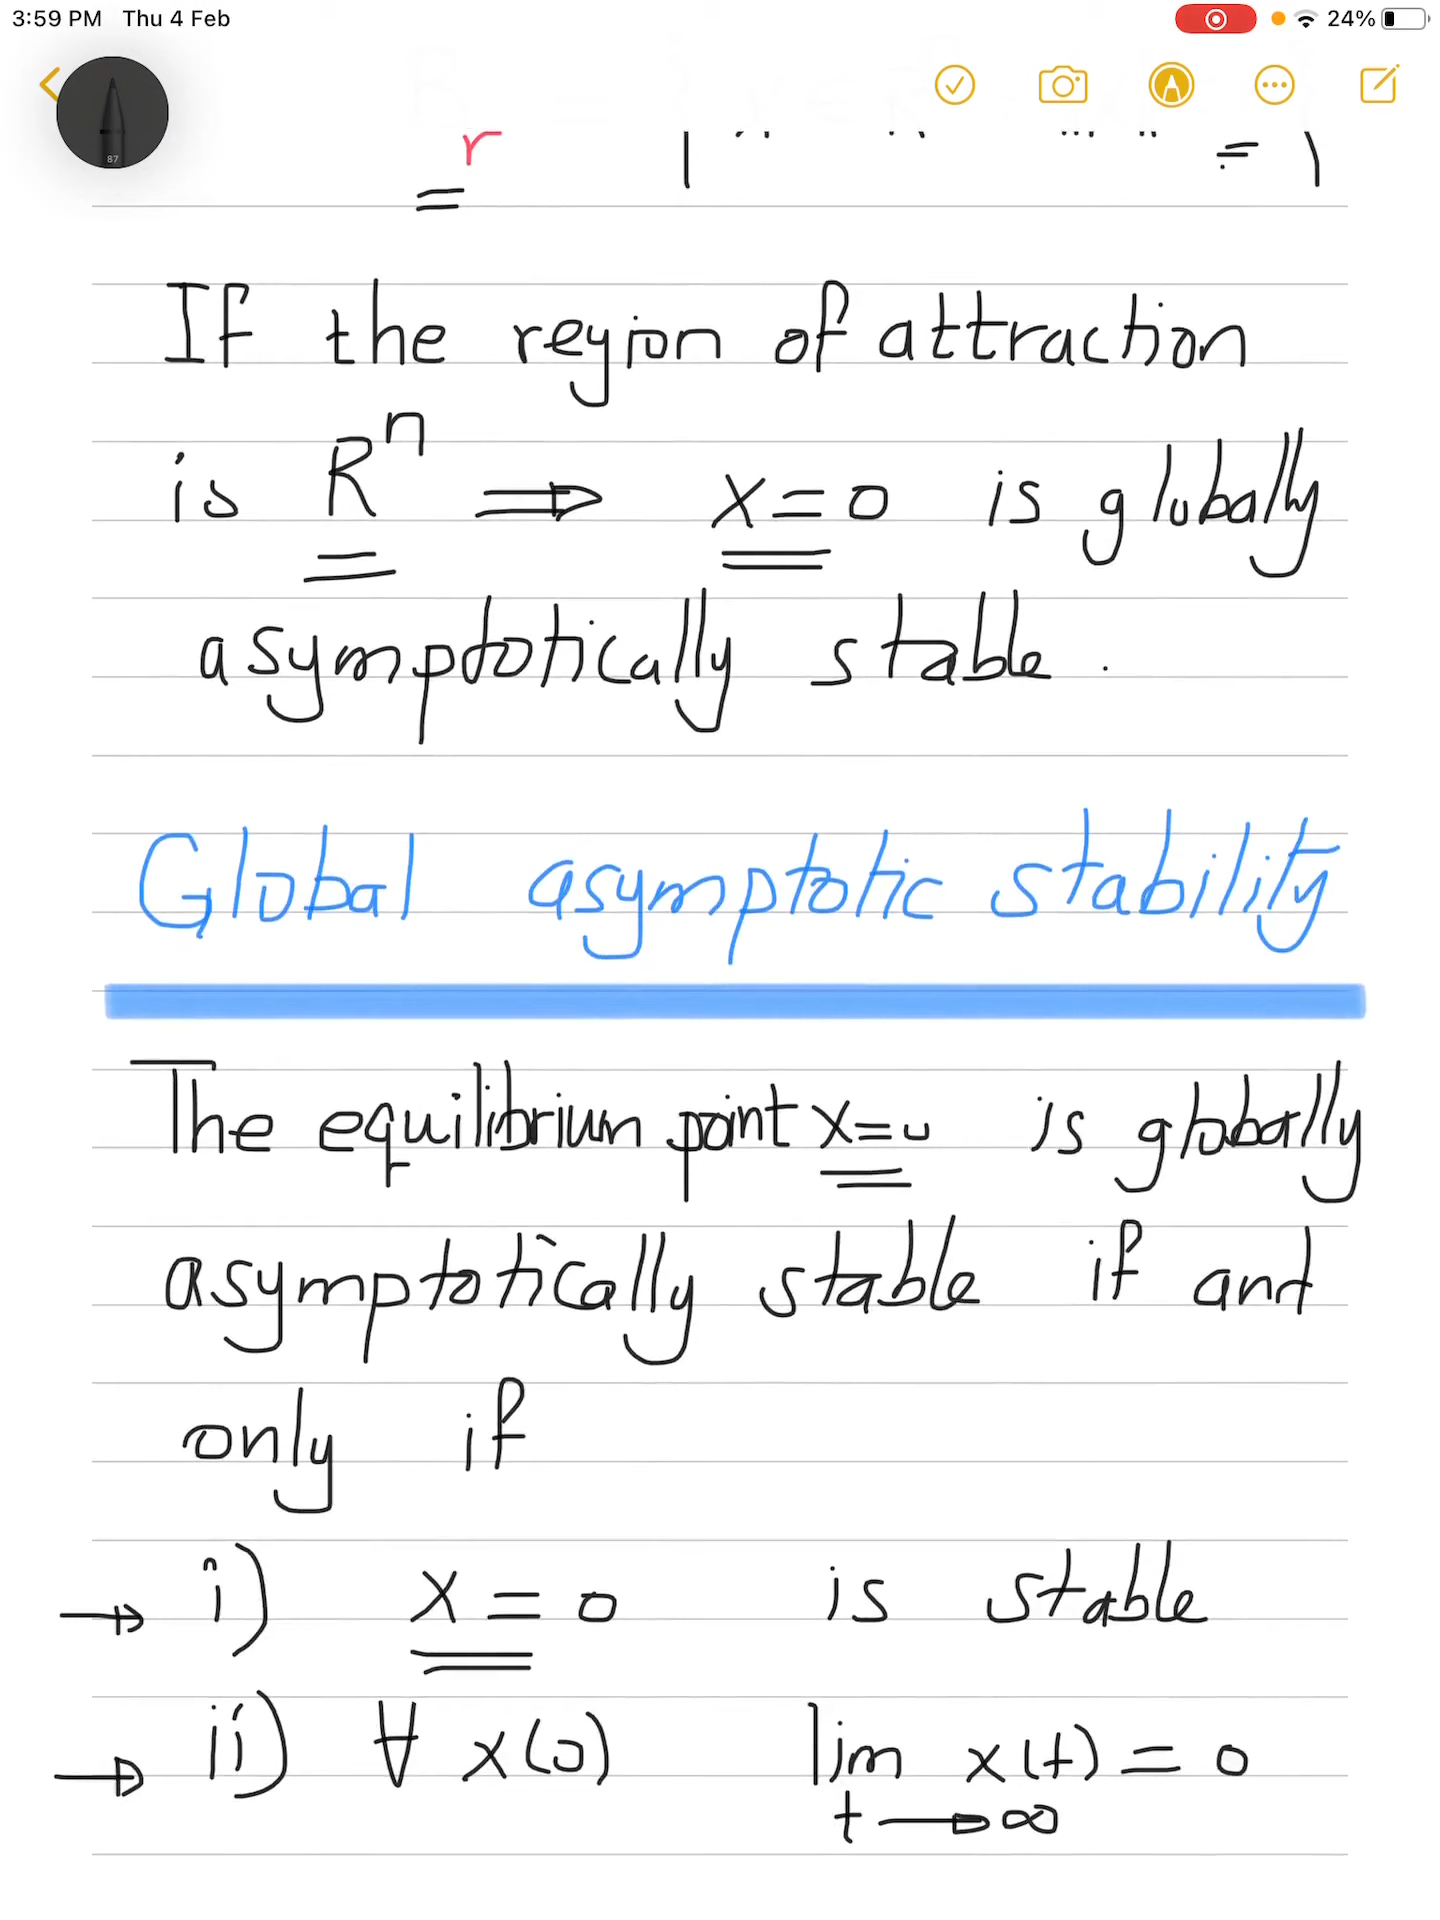 3:59 PM Thu 4 Feb
24%
87
r
=
If the region of attraction
is Rⁿ ⟹ x=0 is globally
asymptotically stable.
Global asymptotic stability
The equilibrium point x=0 is globally
asymptotically stable if and
only if
→ i) x=0 is stable
→ ii) ∀ x(0) lim x(t)=0
t→∞